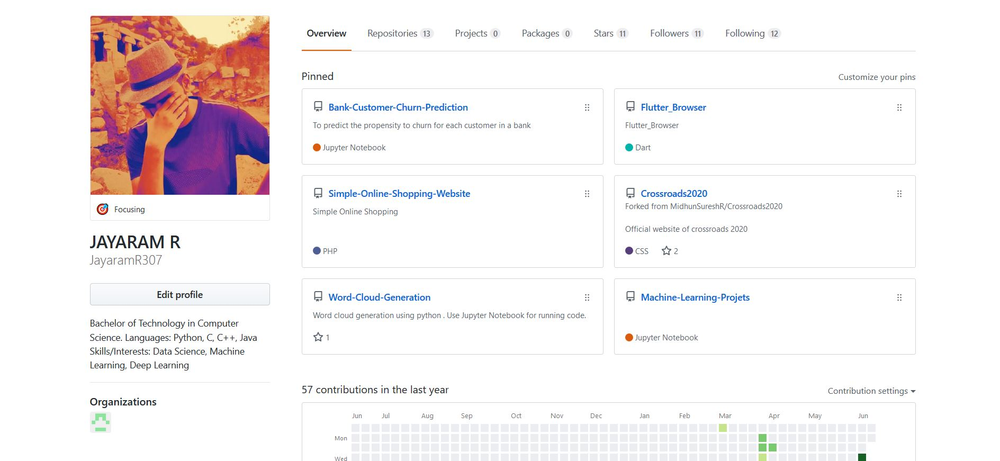 Overview Repositories 13 Projects 0 Packages 0 Stars 11 Followers 11 Following 12
Focusing
JAYARAM R
JayaramR307
Edit profile
Bachelor of Technology in Computer
Science. Languages: Python, C, C++, Java
Skills/Interests: Data Science, Machine
Learning, Deep Learning
Organizations
Pinned
Customize your pins
Bank-Customer-Churn-Prediction
To predict the propensity to churn for each customer in a bank
Jupyter Notebook
Flutter_Browser
Flutter_Browser
Dart
Simple-Online-Shopping-Website
Simple Online Shopping
PHP
Crossroads2020
Forked from MidhunSureshR/Crossroads2020
Official website of crossroads 2020
CSS 2
Word-Cloud-Generation
Word cloud generation using python . Use Jupyter Notebook for running code.
1
Machine-Learning-Projets
Jupyter Notebook
57 contributions in the last year
Contribution settings
Jun Jul Aug Sep Oct Nov Dec Jan Feb Mar Apr May Jun
Mon
Wed